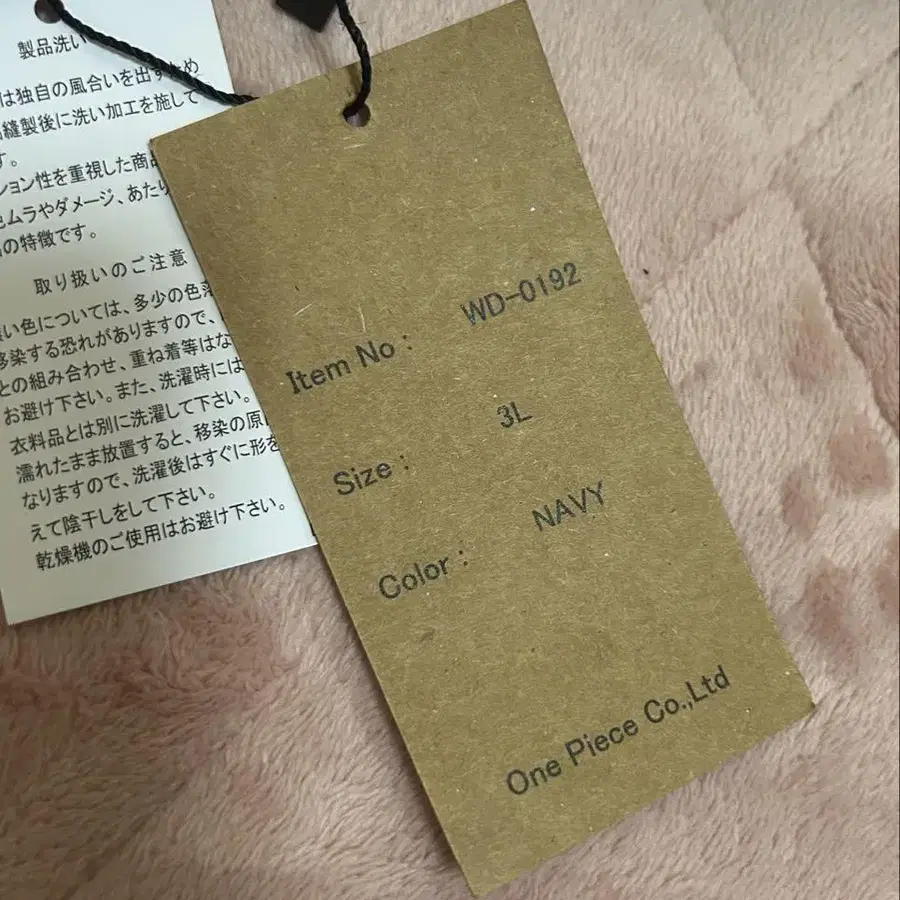 製品洗い
は独自の風合いを出すため
縫製後に洗い加工を施して
す。
ション性を重視した商品
色ムラやダメージ、あたり
の特徴です。
取り扱いのご注意
い色については、多少の色落
移染する恐れがありますので、
との組み合わせ、重ね着等はな
お避け下さい。また、洗濯時には
衣料品とは別に洗濯して下さい。
濡れたまま放置すると、移染の原
なりますので、洗濯後はすぐに形を
えて陰干しをして下さい。
乾燥機のご使用はお避け下さい。
Item No : WD-0192
Size : 3L
Color : NAVY
One Piece Co.,Ltd